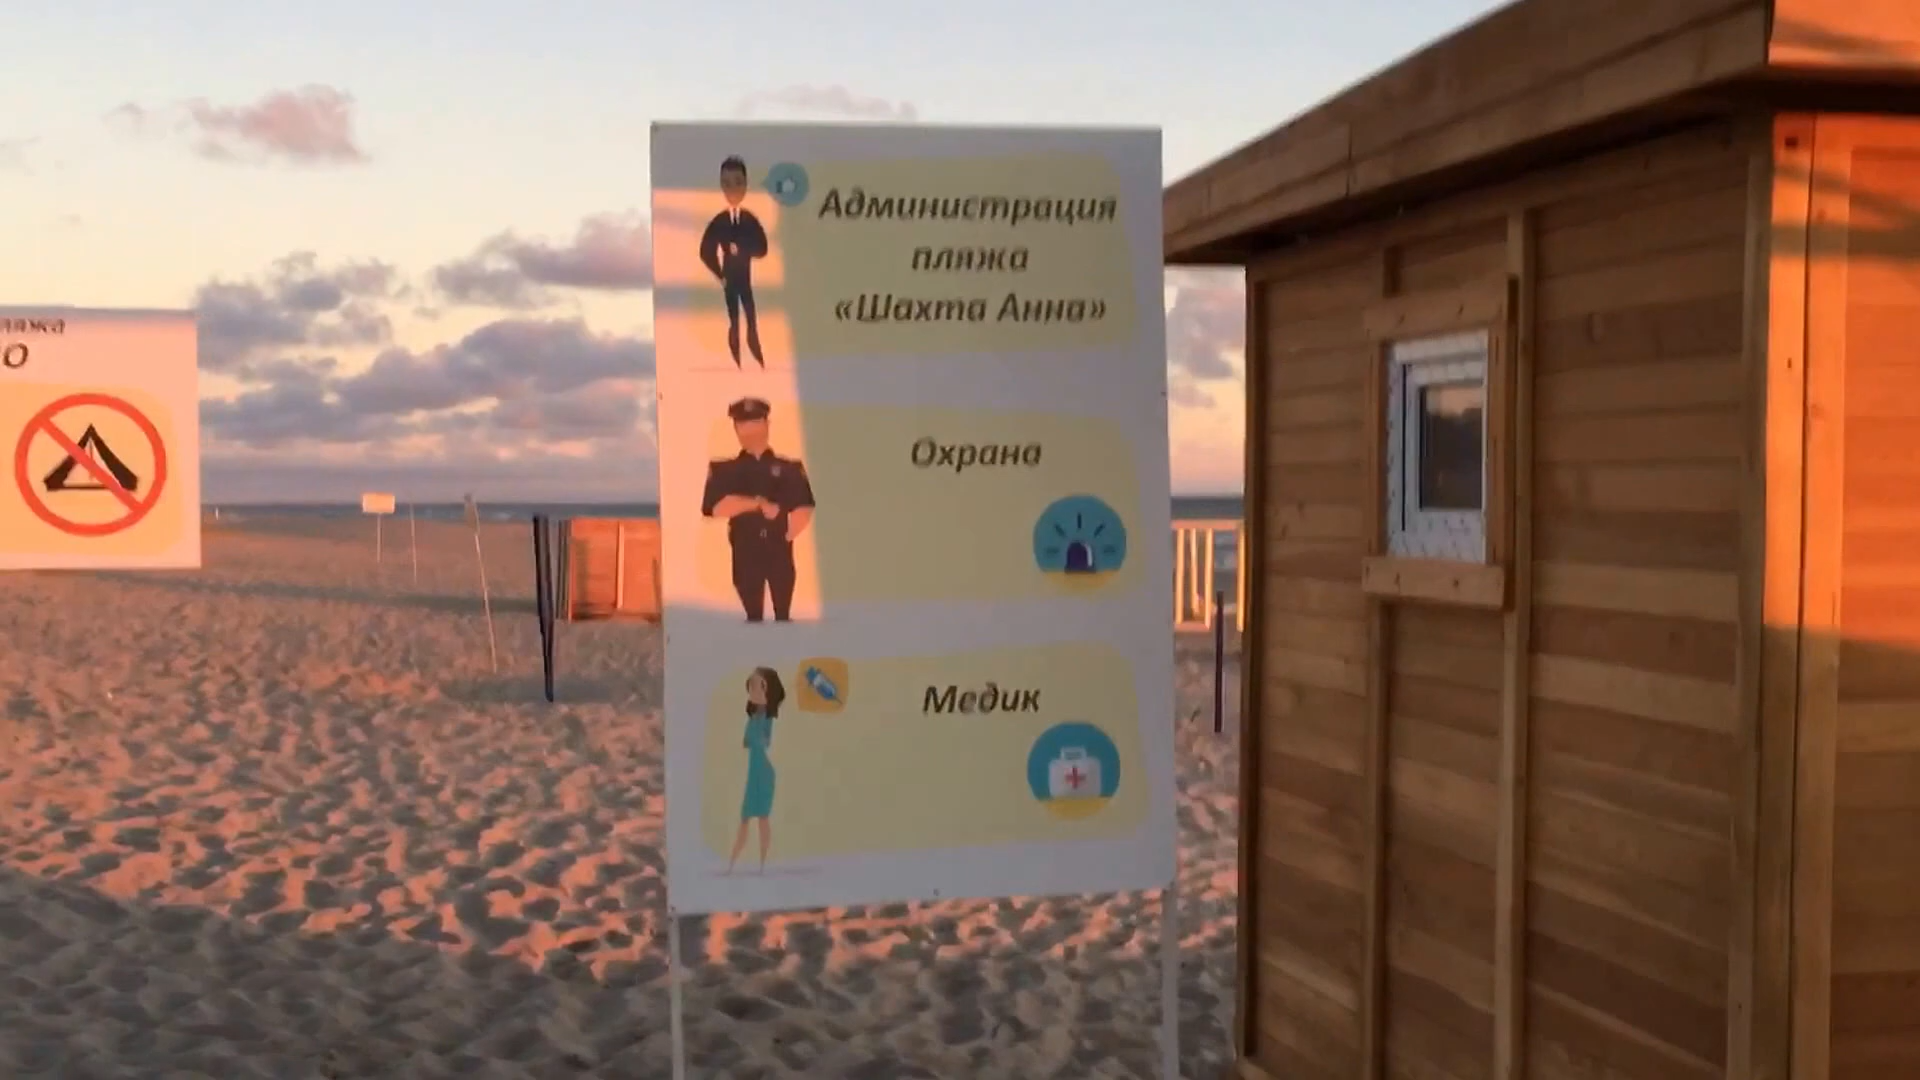 Администрация
пляжа
«Шахта Анна»
Охрана
Медик